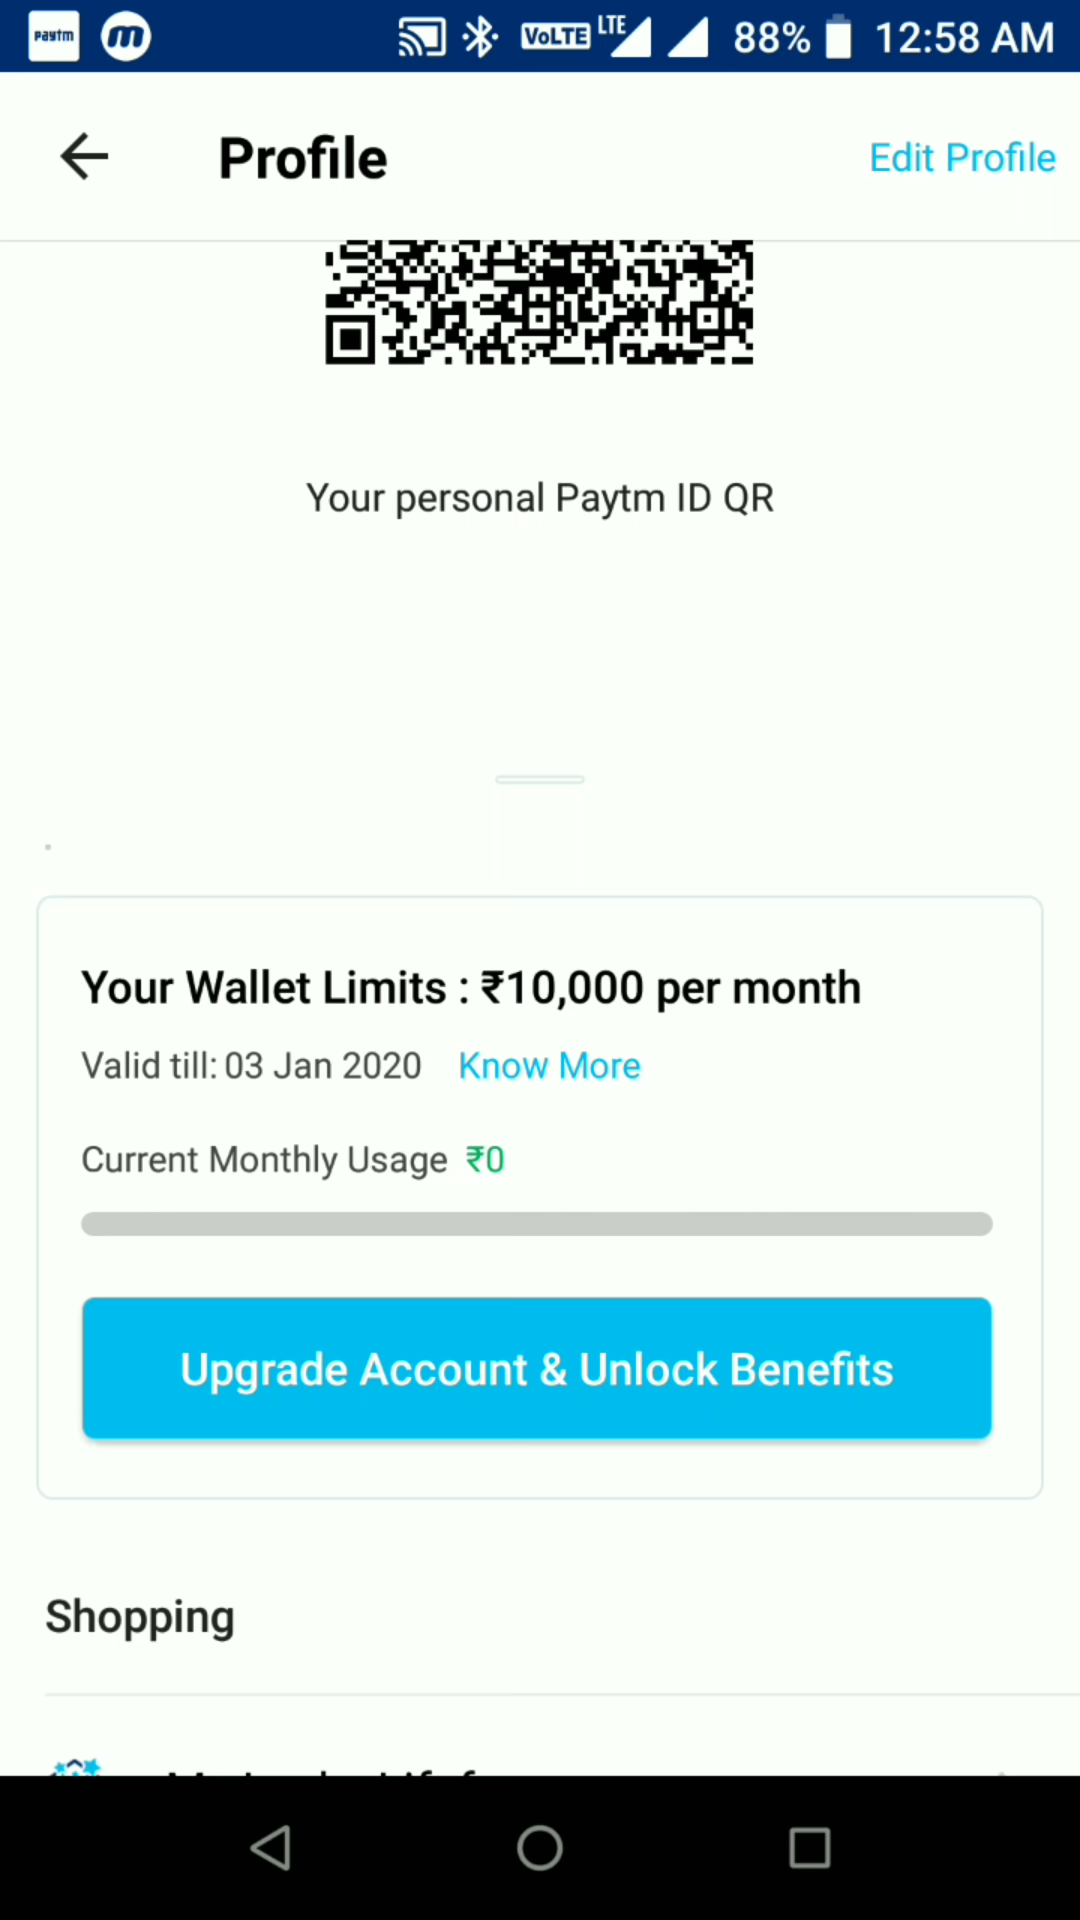 paytm
VoLTE LTE 88% 12:58 AM
Profile
Edit Profile
Your personal Paytm ID QR
Your Wallet Limits : ₹10,000 per month
Valid till: 03 Jan 2020 Know More
Current Monthly Usage ₹0
Upgrade Account & Unlock Benefits
Shopping